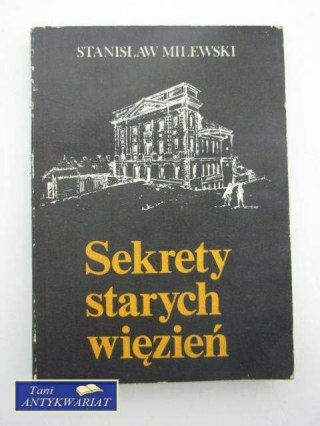 STANISŁAW MILEWSKI
Sekrety
starych
więzień
Tani
ANTYKWARIAT